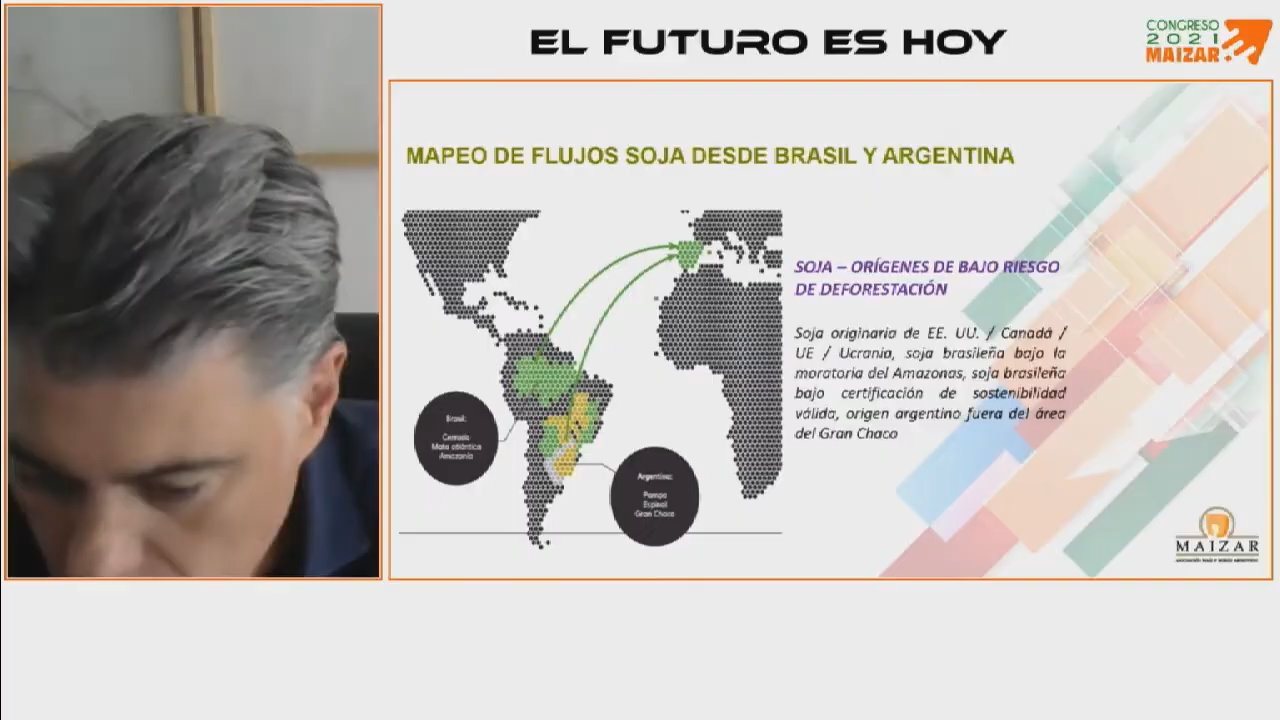 EL FUTURO ES HOY
CONGRESO
2021
MAIZAR
MAPEO DE FLUJOS SOJA DESDE BRASIL Y ARGENTINA
SOJA – ORÍGENES DE BAJO RIESGO
DE DEFORESTACIÓN
Soja originaria de EE. UU. / Canadá /
UE / Ucrania, soja brasileña bajo la
moratoria del Amazonas, soja brasileña
bajo certificación de sostenibilidad
válida, origen argentino fuera del área
del Gran Chaco
Brasil:
Cerrado
Mata atlántica
Amazonía
Argentina:
Pampa
Espinal
Gran Chaco
MAIZAR